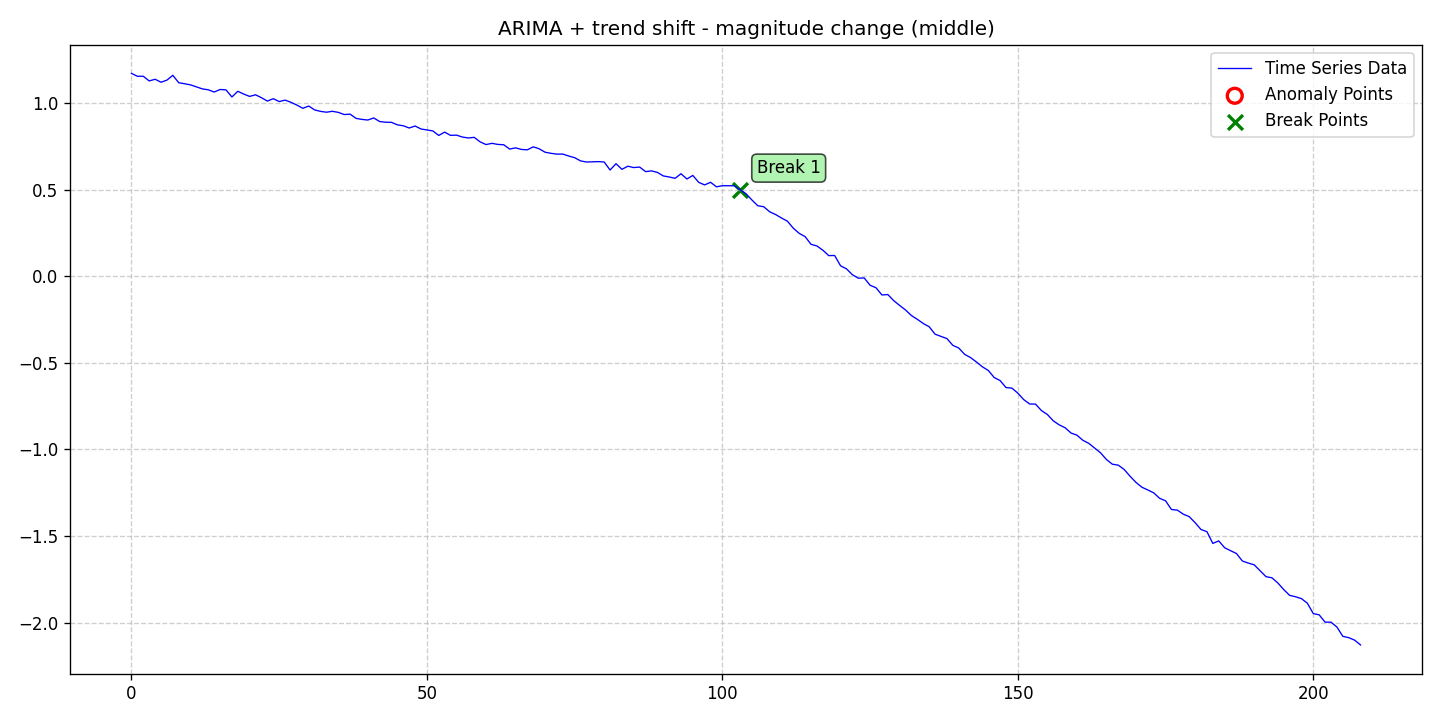 ARIMA + trend shift - magnitude change (middle)
Time Series Data
Anomaly Points
Break Points
Break 1
1.0
0.5
0.0
−0.5
−1.0
−1.5
−2.0
0
50
100
150
200